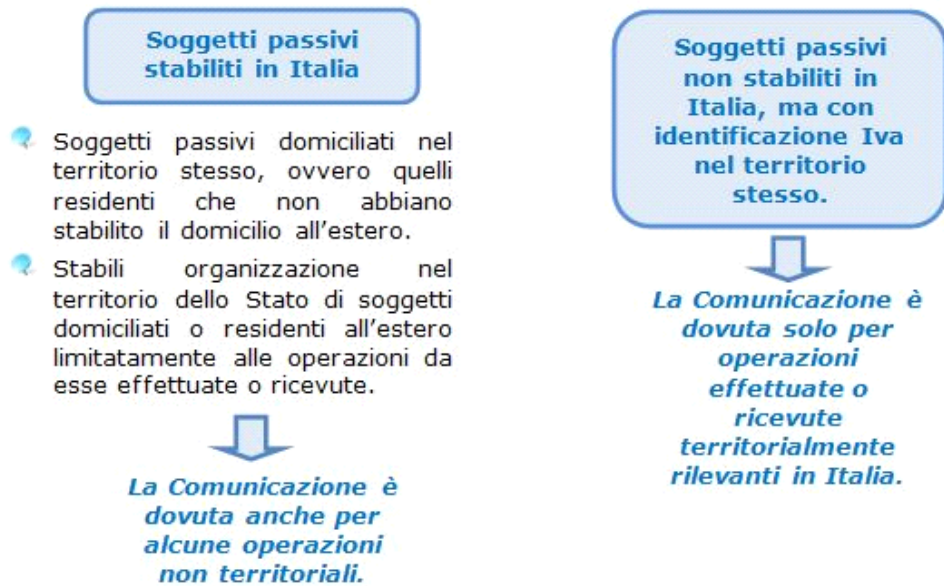 Soggetti passivi
stabiliti in Italia
Soggetti passivi domiciliati nel
territorio stesso, ovvero quelli
residenti che non abbiano
stabilito il domicilio all'estero.
Stabili organizzazione nel
territorio dello Stato di soggetti
domiciliati o residenti all'estero
limitatamente alle operazioni da
esse effettuate o ricevute.
La Comunicazione è
dovuta anche per
alcune operazioni
non territoriali.
Soggetti passivi
non stabiliti in
Italia, ma con
identificazione Iva
nel territorio
stesso.
La Comunicazione è
dovuta solo per
operazioni
effettuate o
ricevute
territorialmente
rilevanti in Italia.